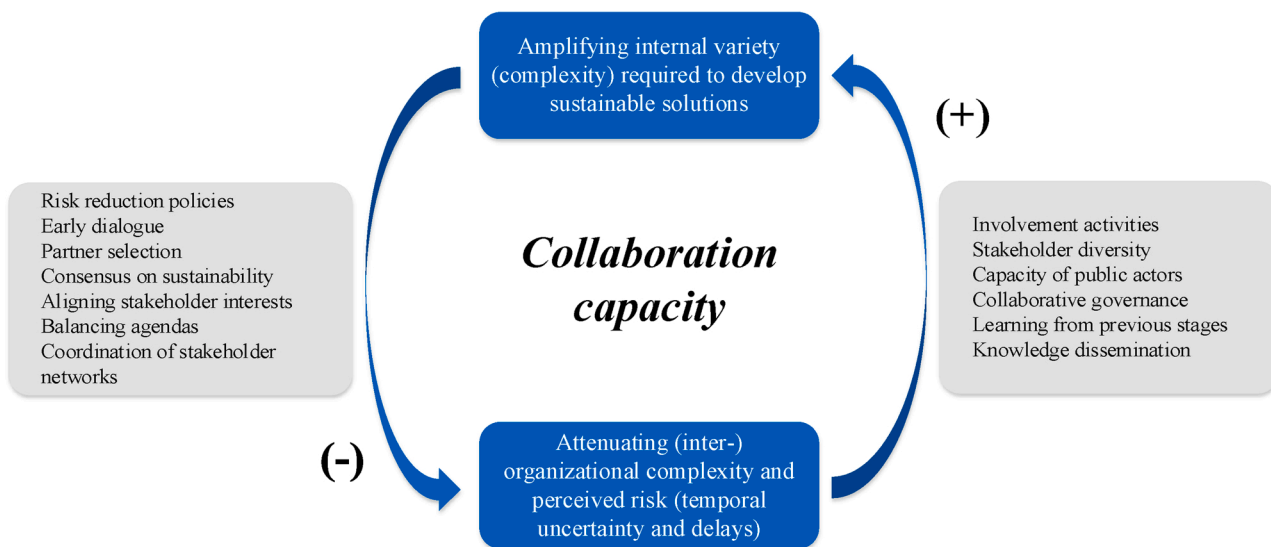 Amplifying internal variety
(complexity) required to develop
sustainable solutions
(+)
Risk reduction policies
Early dialogue
Partner selection
Consensus on sustainability
Aligning stakeholder interests
Balancing agendas
Coordination of stakeholder
networks
Collaboration
capacity
Involvement activities
Stakeholder diversity
Capacity of public actors
Collaborative governance
Learning from previous stages
Knowledge dissemination
(-)
Attenuating (inter-)
organizational complexity and
perceived risk (temporal
uncertainty and delays)